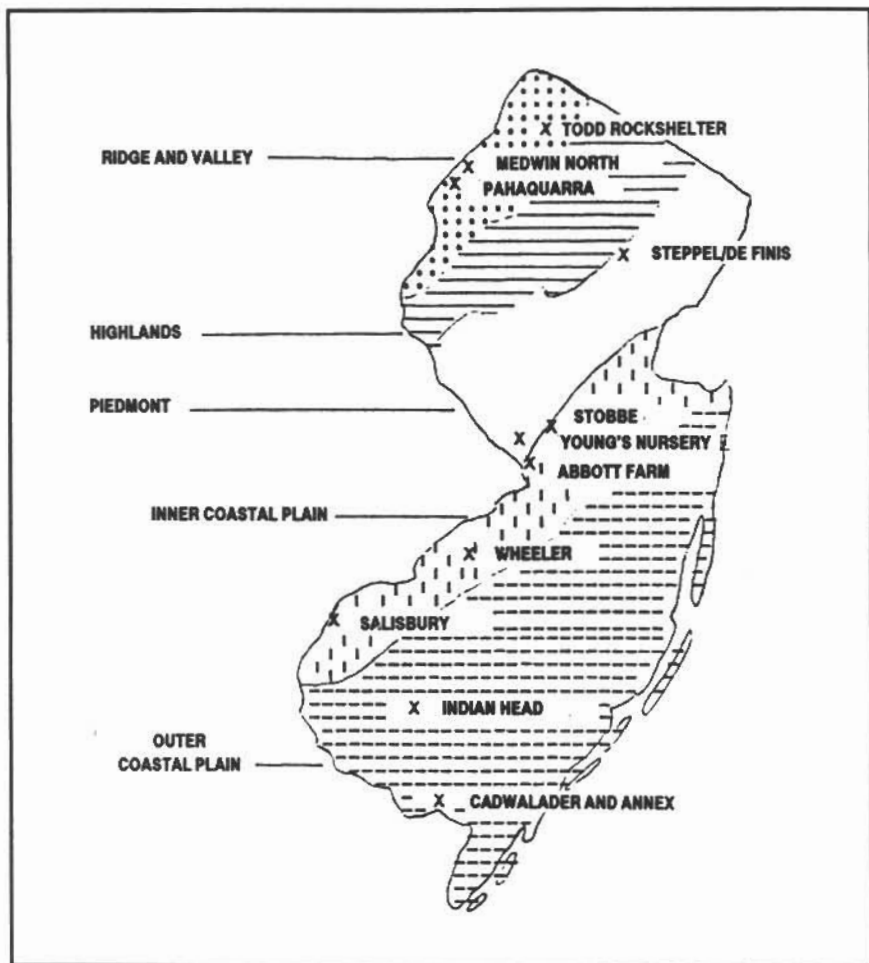 TODD ROCKSHELTER
RIDGE AND VALLEY
MEDWIN NORTH
PAHAQUARRA
STEPPEL/DE FINIS
HIGHLANDS
PIEDMONT
STOBBE
YOUNG'S NURSERY
ABBOTT FARM
INNER COASTAL PLAIN
WHEELER
SALISBURY
INDIAN HEAD
OUTER
COASTAL PLAIN
CADWALADER AND ANNEX